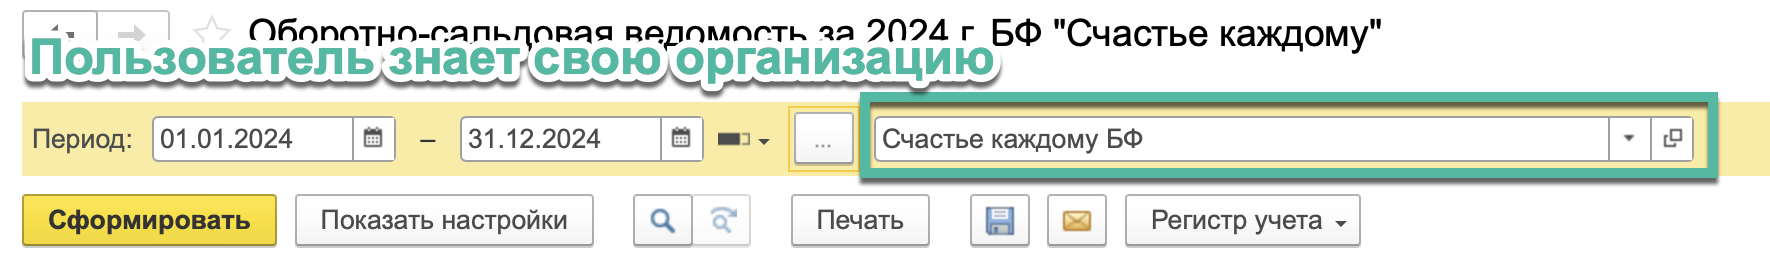 Оборотно-сальдовая ведомость за 2024 г. БФ "Счастье каждому"
Пользователь знает свою организацию
Период: 01.01.2024 – 31.12.2024 ... Счастье каждому БФ
Сформировать Показать настройки Печать Регистр учета